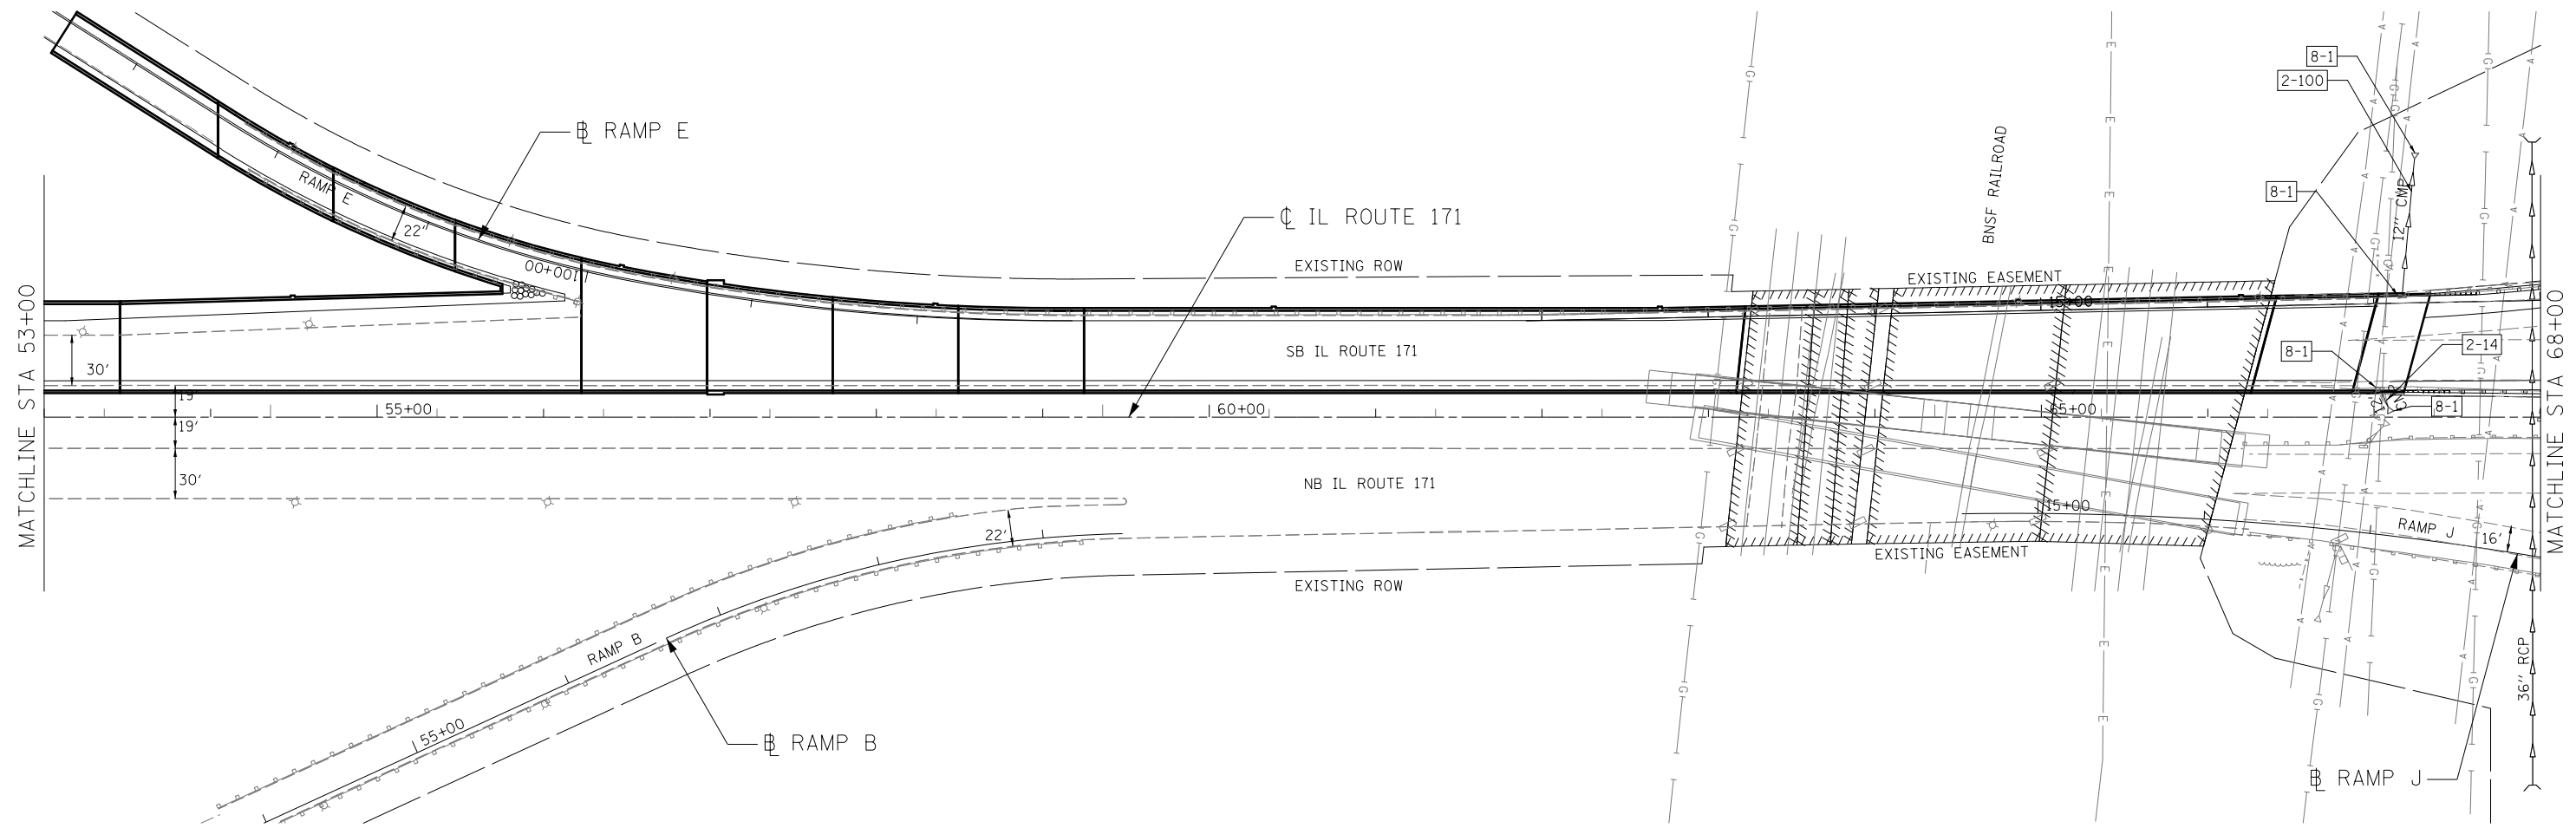 8-1
2-100
℄ RAMP E
BNSF RAILROAD
RAMP E
8-1
12" CMP
22"
℄ IL ROUTE 171
1100+00
EXISTING ROW
EXISTING EASEMENT
15+00
MATCHLINE STA 53+00
MATCHLINE STA 68+00
SB IL ROUTE 171
8-1
2-14
30'
19'
55+00
60+00
65+00
12"
8-1
19'
30'
NB IL ROUTE 171
15+00
22'
RAMP J
16'
EXISTING EASEMENT
EXISTING ROW
RAMP B
36" RCP
55+00
℄ RAMP B
℄ RAMP J
G
E
A